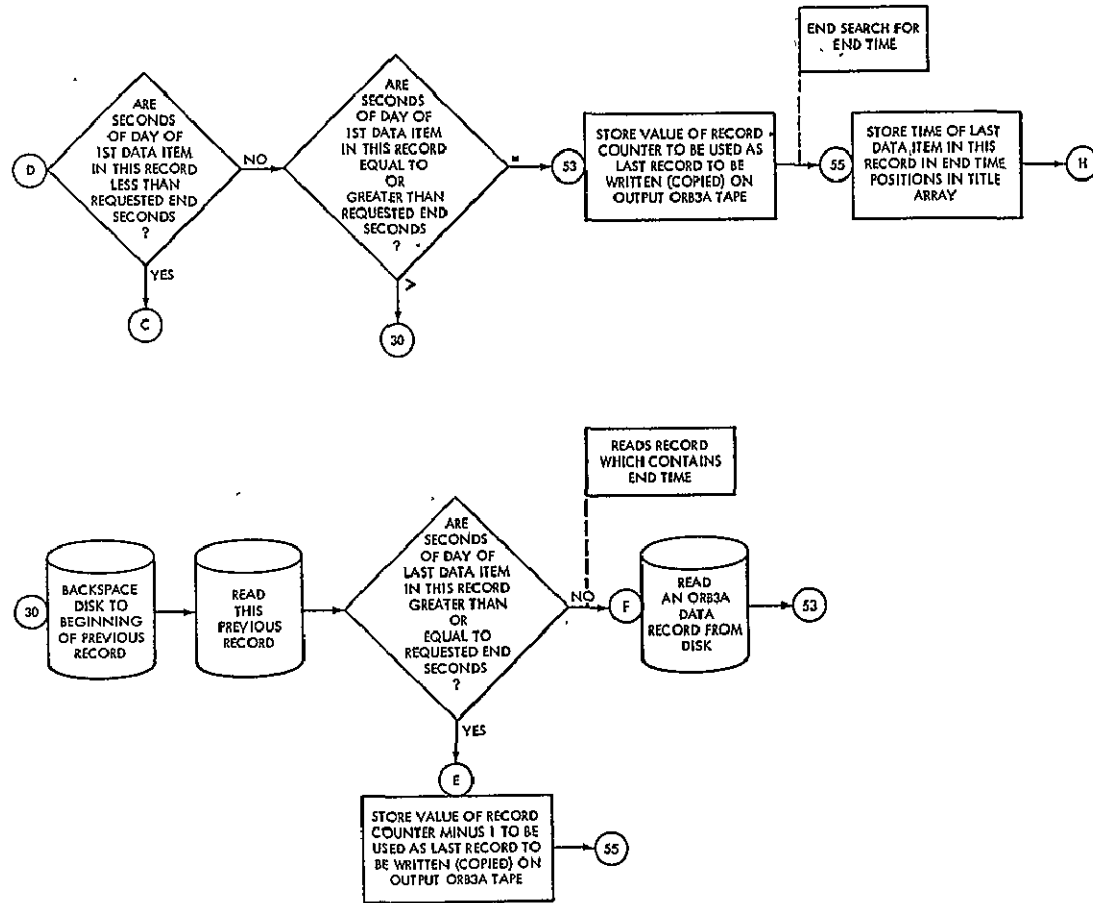 END SEARCH FOR
END TIME
D
ARE
SECONDS
OF DAY OF
1ST DATA ITEM
IN THIS RECORD
LESS THAN
REQUESTED END
SECONDS
?
NO
YES
C
ARE
SECONDS
OF DAY OF
1ST DATA ITEM
IN THIS RECORD
EQUAL TO
OR
GREATER THAN
REQUESTED END
SECONDS
?
=
>
30
53
STORE VALUE OF RECORD
COUNTER TO BE USED AS
LAST RECORD TO BE
WRITTEN (COPIED) ON
OUTPUT ORB3A TAPE
55
STORE TIME OF LAST
DATA ITEM IN THIS
RECORD IN END TIME
POSITIONS IN TITLE
ARRAY
H
READS RECORD
WHICH CONTAINS
END TIME
30
BACKSPACE
DISK TO
BEGINNING
OF PREVIOUS
RECORD
READ
THIS
PREVIOUS
RECORD
ARE
SECONDS
OF DAY OF
LAST DATA ITEM
IN THIS RECORD
GREATER THAN
OR
EQUAL TO
REQUESTED END
SECONDS
?
NO
F
READ
AN ORB3A
DATA
RECORD FROM
DISK
53
YES
E
STORE VALUE OF RECORD
COUNTER MINUS 1 TO BE
USED AS LAST RECORD TO
BE WRITTEN (COPIED) ON
OUTPUT ORB3A TAPE
55